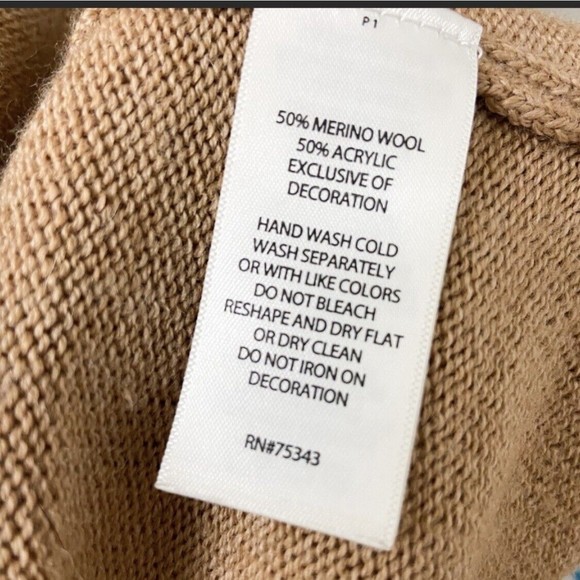 P 1
50% MERINO WOOL
50% ACRYLIC
EXCLUSIVE OF
DECORATION
HAND WASH COLD
WASH SEPARATELY
OR WITH LIKE COLORS
DO NOT BLEACH
RESHAPE AND DRY FLAT
OR DRY CLEAN
DO NOT IRON ON
DECORATION
RN#75343